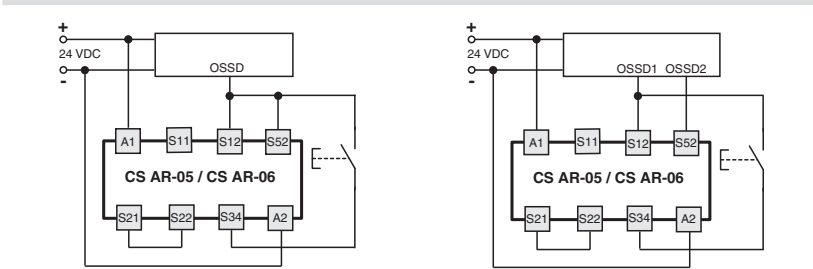 +
24 VDC
-
OSSD
A1 S11 S12 S52
CS AR-05 / CS AR-06
S21 S22 S34 A2
+
24 VDC
-
OSSD1 OSSD2
A1 S11 S12 S52
CS AR-05 / CS AR-06
S21 S22 S34 A2